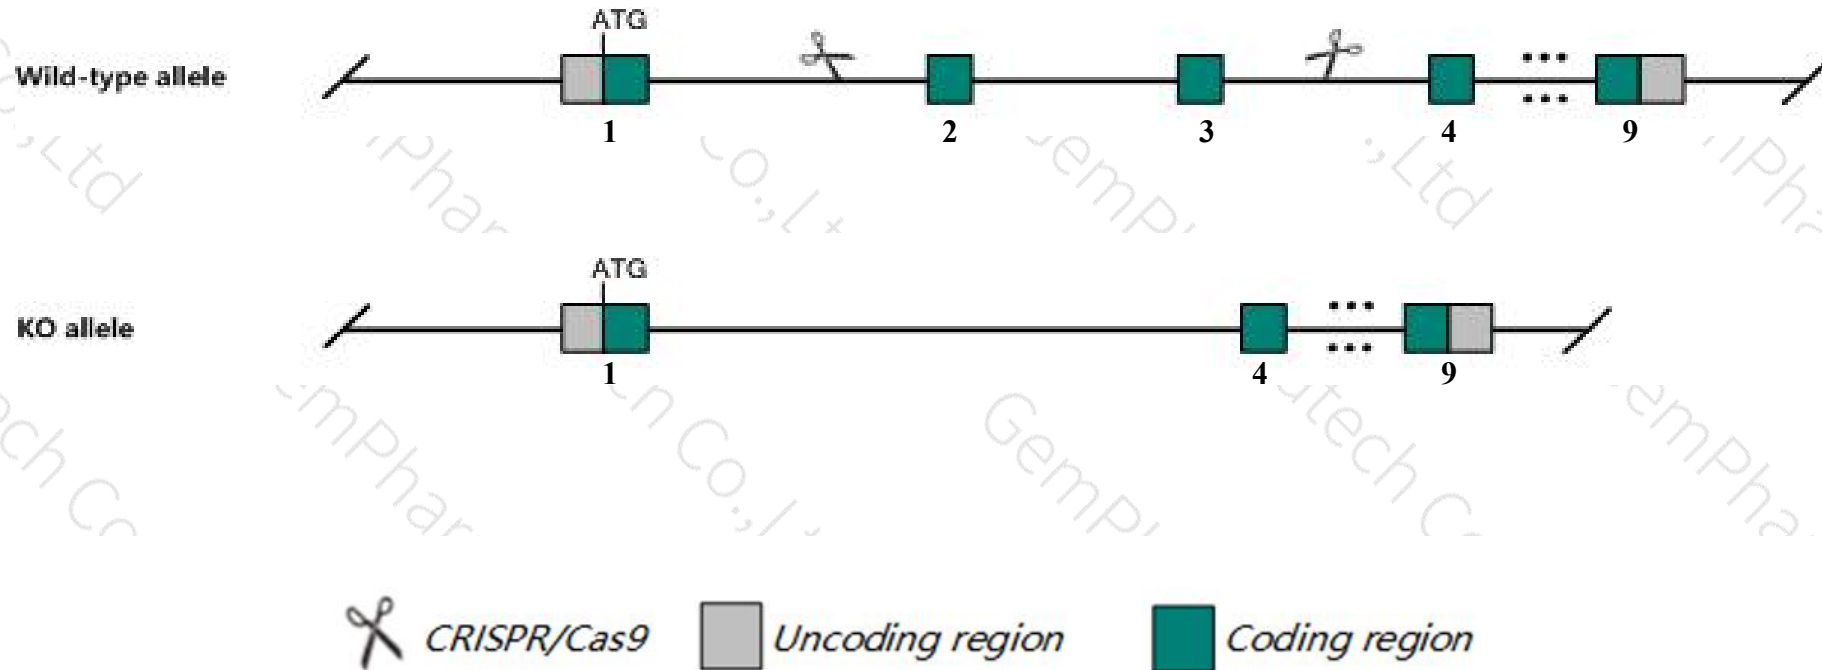 ATG
Wild-type allele
1 2 3 4 9
ATG
KO allele
1 4 9
CRISPR/Cas9 Uncoding region Coding region